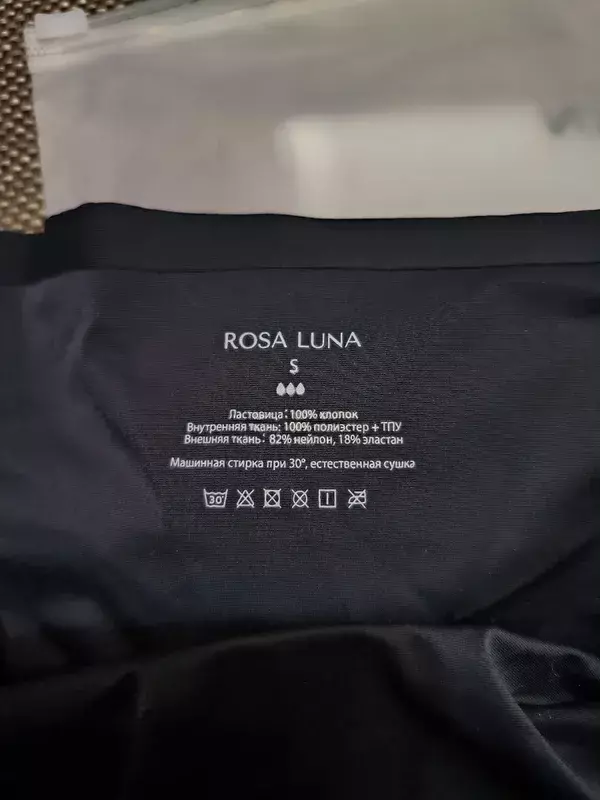 ROSA LUNA
S
Ластовица: 100% хлопок
Внутренняя ткань: 100% полиэстер + ТПУ
Внешняя ткань: 82% нейлон, 18% эластан
Машинная стирка при 30°, естественная сушка
30°